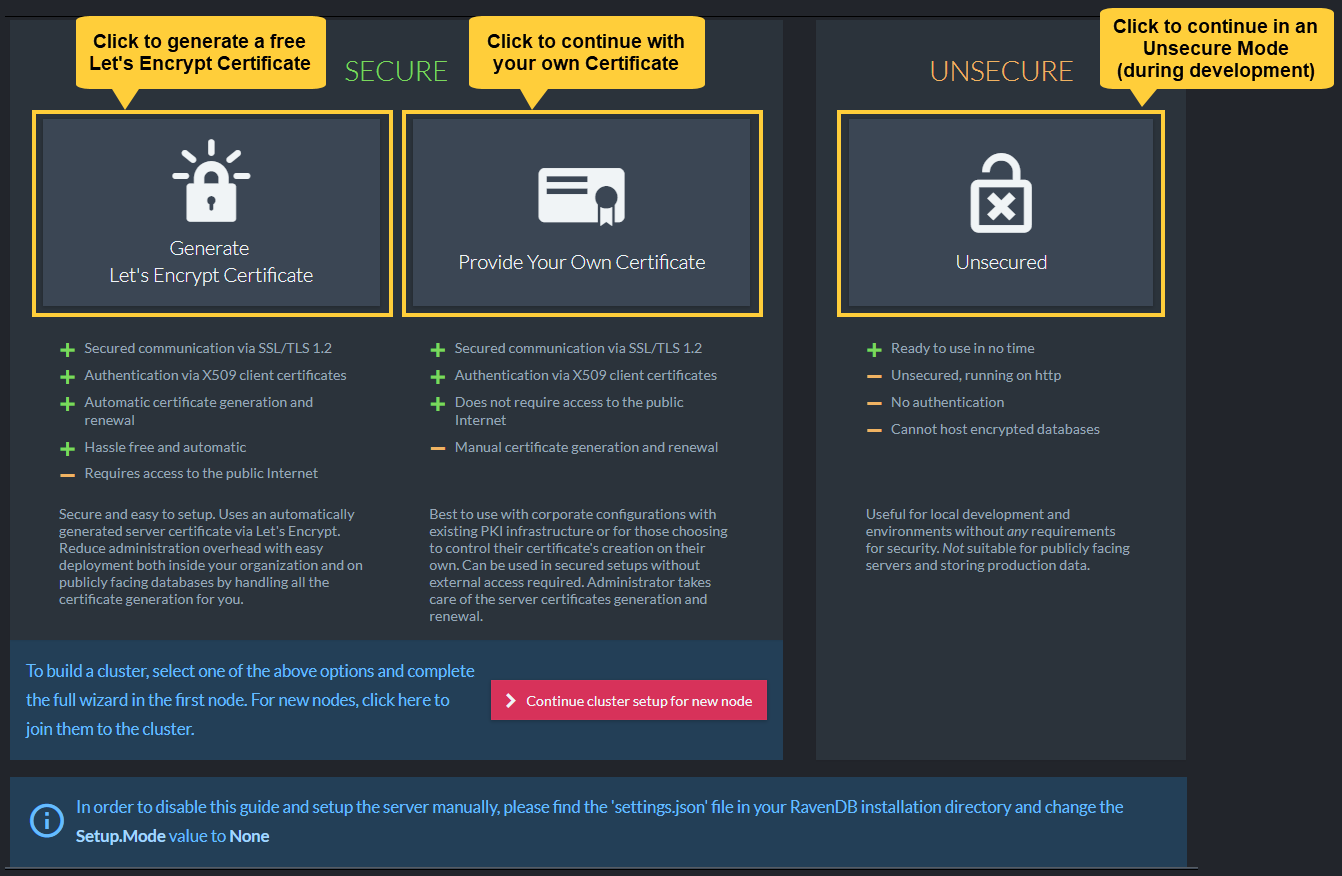 Click to generate a free
Let's Encrypt Certificate
Click to continue with
your own Certificate
Click to continue in an
Unsecure Mode
(during development)
SECURE
UNSECURE
Generate
Let's Encrypt Certificate
Provide Your Own Certificate
Unsecured
Secured communication via SSL/TLS 1.2
Authentication via X509 client certificates
Automatic certificate generation and
renewal
Hassle free and automatic
Requires access to the public Internet
Secure and easy to setup. Uses an automatically
generated server certificate via Let's Encrypt.
Reduce administration overhead with easy
deployment both inside your organization and on
publicly facing databases by handling all the
certificate generation for you.
Secured communication via SSL/TLS 1.2
Authentication via X509 client certificates
Does not require access to the public
Internet
Manual certificate generation and renewal
Best to use with corporate configurations with
existing PKI infrastructure or for those choosing
to control their certificate's creation on their
own. Can be used in secured setups without
external access required. Administrator takes
care of the server certificates generation and
renewal.
Ready to use in no time
Unsecured, running on http
No authentication
Cannot host encrypted databases
Useful for local development and
environments without any requirements
for security. Not suitable for publicly facing
servers and storing production data.
To build a cluster, select one of the above options and complete
the full wizard in the first node. For new nodes, click here to
join them to the cluster.
Continue cluster setup for new node
In order to disable this guide and setup the server manually, please find the 'settings.json' file in your RavenDB installation directory and change the
Setup.Mode value to None